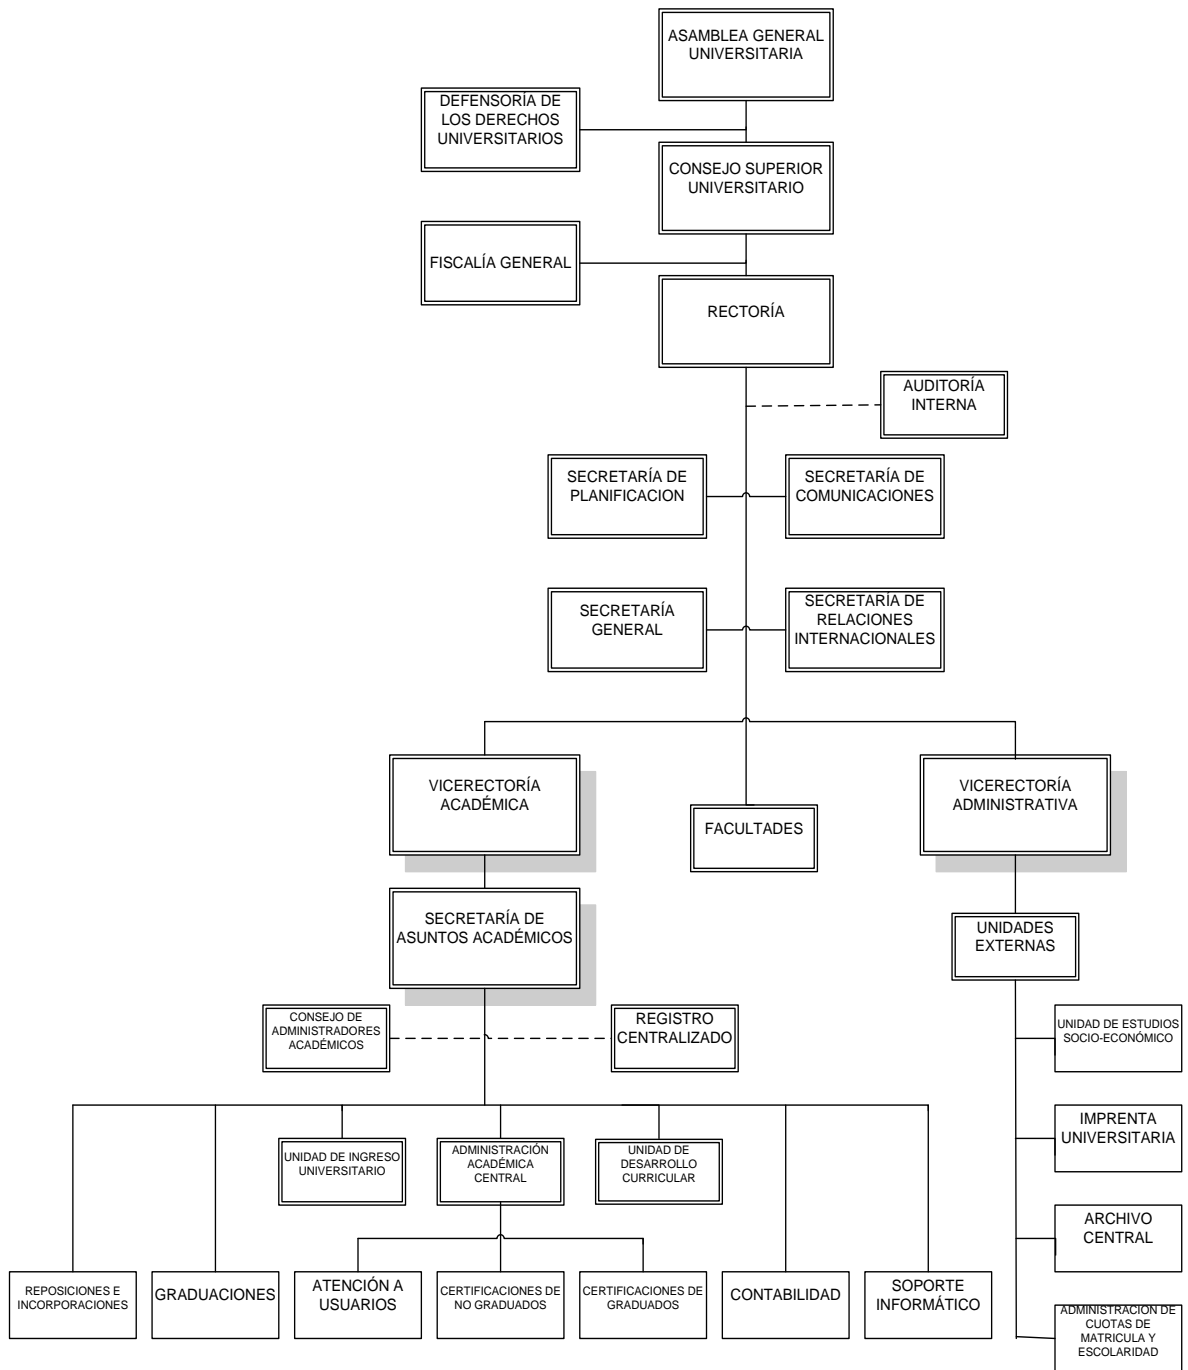 ASAMBLEA GENERAL
UNIVERSITARIA
DEFENSORÍA DE
LOS DERECHOS
UNIVERSITARIOS
CONSEJO SUPERIOR
UNIVERSITARIO
FISCALÍA GENERAL
RECTORÍA
AUDITORÍA
INTERNA
SECRETARÍA DE
PLANIFICACION
SECRETARÍA DE
COMUNICACIONES
SECRETARÍA
GENERAL
SECRETARÍA DE
RELACIONES
INTERNACIONALES
VICERECTORÍA
ACADÉMICA
FACULTADES
VICERECTORÍA
ADMINISTRATIVA
SECRETARÍA DE
ASUNTOS ACADÉMICOS
UNIDADES
EXTERNAS
CONSEJO DE
ADMINISTRADORES
ACADÉMICOS
REGISTRO
CENTRALIZADO
UNIDAD DE ESTUDIOS
SOCIO-ECONÓMICO
IMPRENTA
UNIVERSITARIA
UNIDAD DE INGRESO
UNIVERSITARIO
ADMINISTRACIÓN
ACADÉMICA
CENTRAL
UNIDAD DE
DESARROLLO
CURRICULAR
ARCHIVO
CENTRAL
REPOSICIONES E
INCORPORACIONES
GRADUACIONES
ATENCIÓN A
USUARIOS
CERTIFICACIONES DE
NO GRADUADOS
CERTIFICACIONES DE
GRADUADOS
CONTABILIDAD
SOPORTE
INFORMÁTICO
ADMINISTRACION DE
CUOTAS DE
MATRICULA Y
ESCOLARIDAD